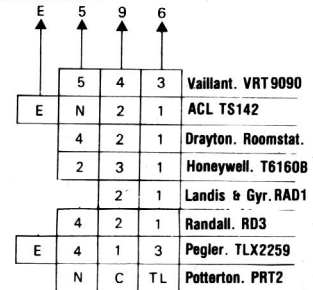 E 5 9 6
5 4 3 Vaillant. VRT9090
E N 2 1 ACL TS142
4 2 1 Drayton. Roomstat.
2 3 1 Honeywell. T6160B
2 1 Landis & Gyr. RAD1
4 2 1 Randall. RD3
E 4 1 3 Pegler. TLX2259
N C TL Potterton. PRT2